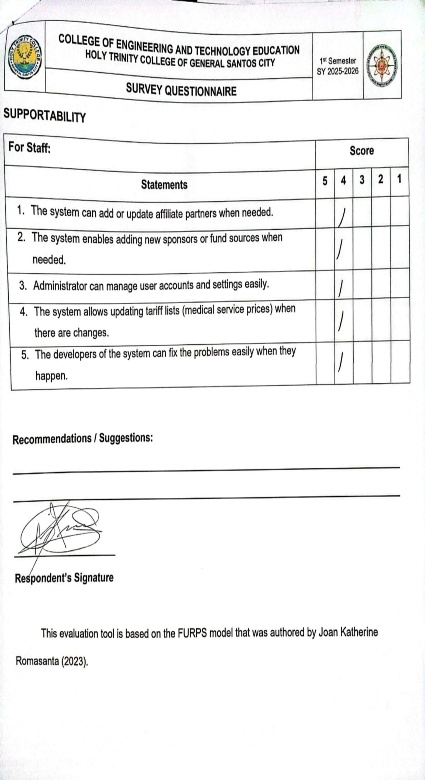 COLLEGE OF ENGINEERING AND TECHNOLOGY EDUCATION
HOLY TRINITY COLLEGE OF GENERAL SANTOS CITY
1st Semester
SY 2025-2026
SURVEY QUESTIONNAIRE
SUPPORTABILITY
For Staff:
Score
Statements
5 4 3 2 1
1. The system can add or update affiliate partners when needed. /
2. The system enables adding new sponsors or fund sources when
needed. /
3. Administrator can manage user accounts and settings easily. /
4. The system allows updating tariff lists (medical service prices) when
there are changes. /
5. The developers of the system can fix the problems easily when they
happen. /
Recommendations / Suggestions:
Respondent's Signature
This evaluation tool is based on the FURPS model that was authored by Joan Katherine
Romasanta (2023).